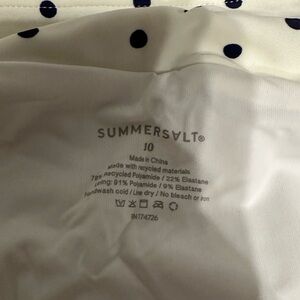 SUMMERSALT®
10
Made in China
Made with recycled materials
78% Recycled Polyamide / 22% Elastane
Lining: 91% Polyamide / 9% Elastane
Handwash cold / Line dry / No bleach or iron